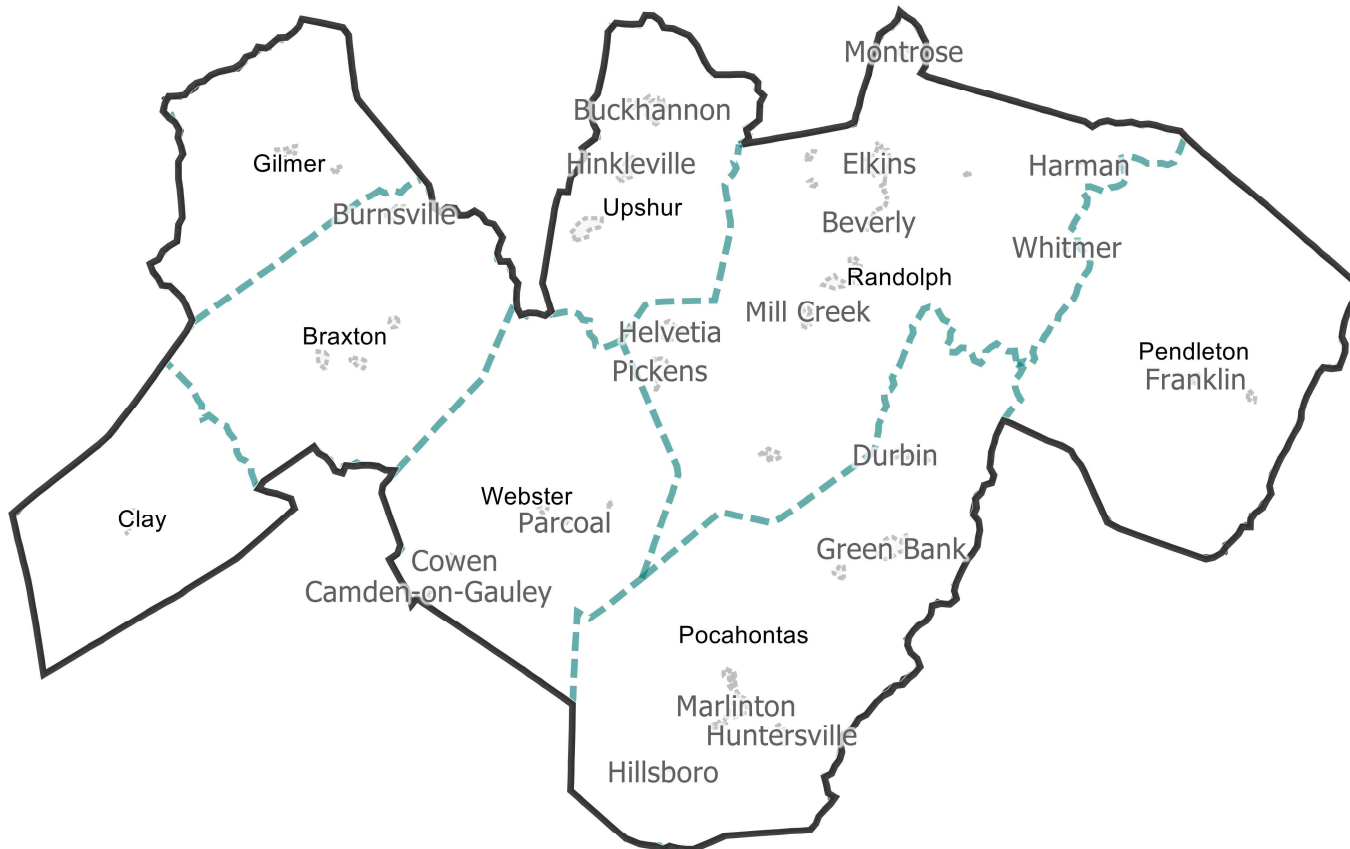 Montrose
Buckhannon
Gilmer
Hinkleville
Elkins
Harman
Burnsville
Upshur
Beverly
Whitmer
Randolph
Mill Creek
Braxton
Helvetia
Pickens
Pendleton
Franklin
Durbin
Webster
Parcoal
Clay
Green Bank
Cowen
Camden-on-Gauley
Pocahontas
Marlinton
Huntersville
Hillsboro